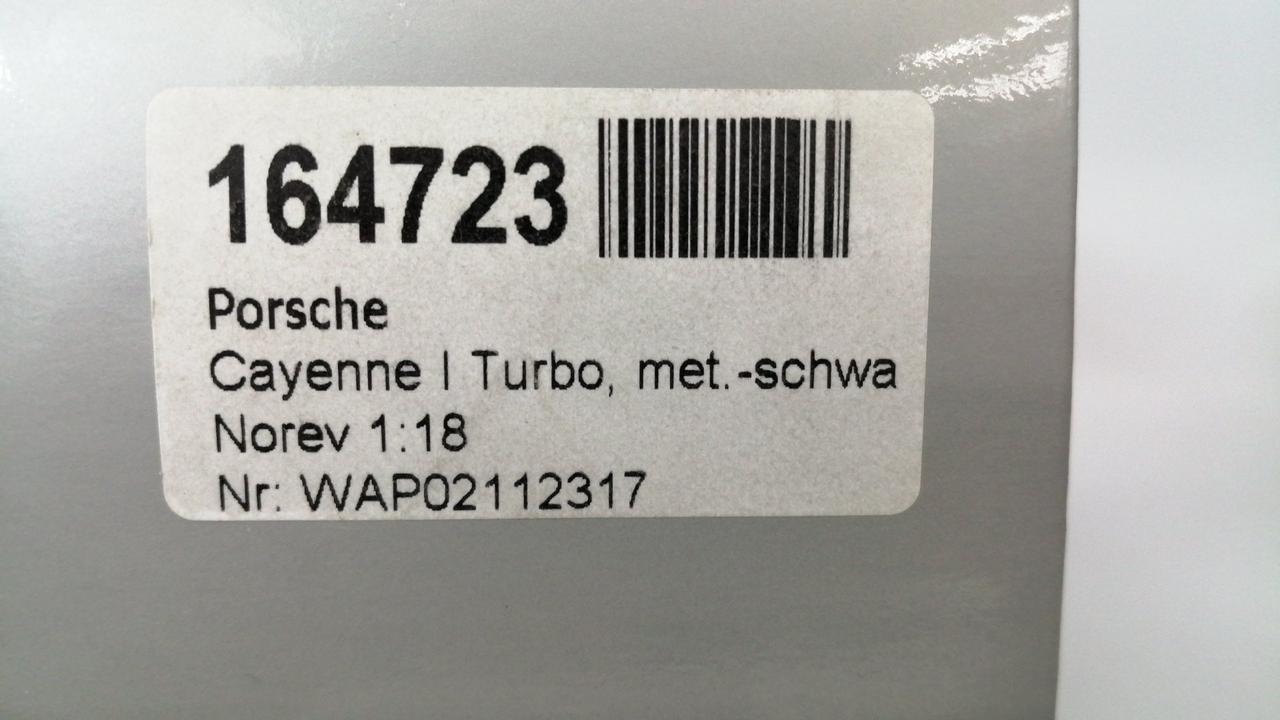 164723
Porsche
Cayenne I Turbo, met.-schwa
Norev 1:18
Nr: WAP02112317